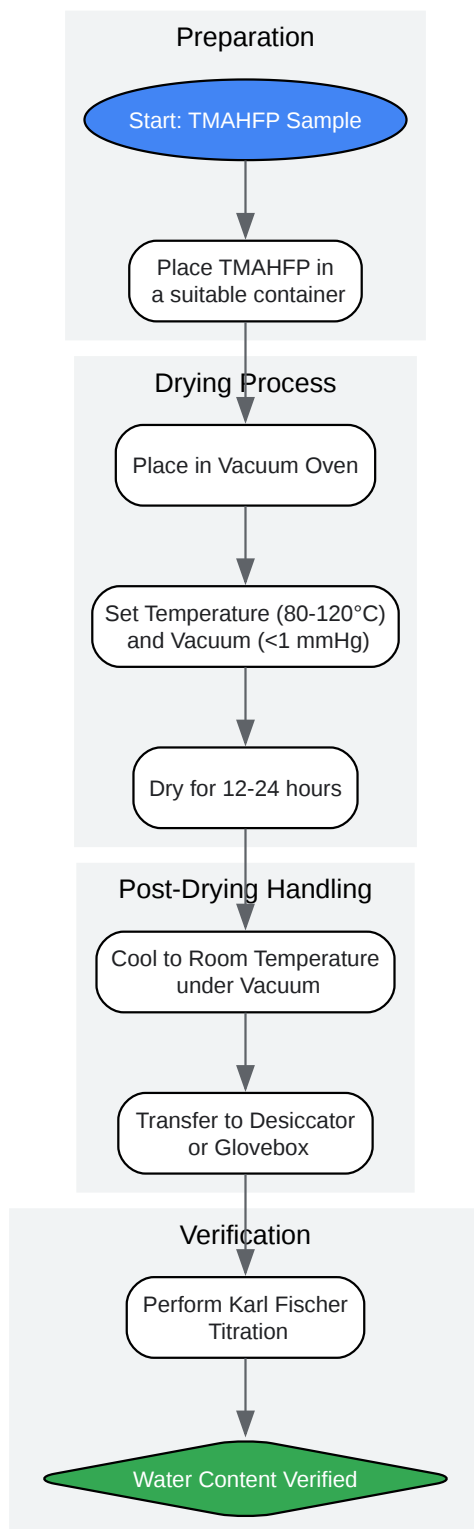 Preparation
Start: TMAHFP Sample
Place TMAHFP in
a suitable container
Drying Process
Place in Vacuum Oven
Set Temperature (80-120°C)
and Vacuum (<1 mmHg)
Dry for 12-24 hours
Post-Drying Handling
Cool to Room Temperature
under Vacuum
Transfer to Desiccator
or Glovebox
Verification
Perform Karl Fischer
Titration
Water Content Verified